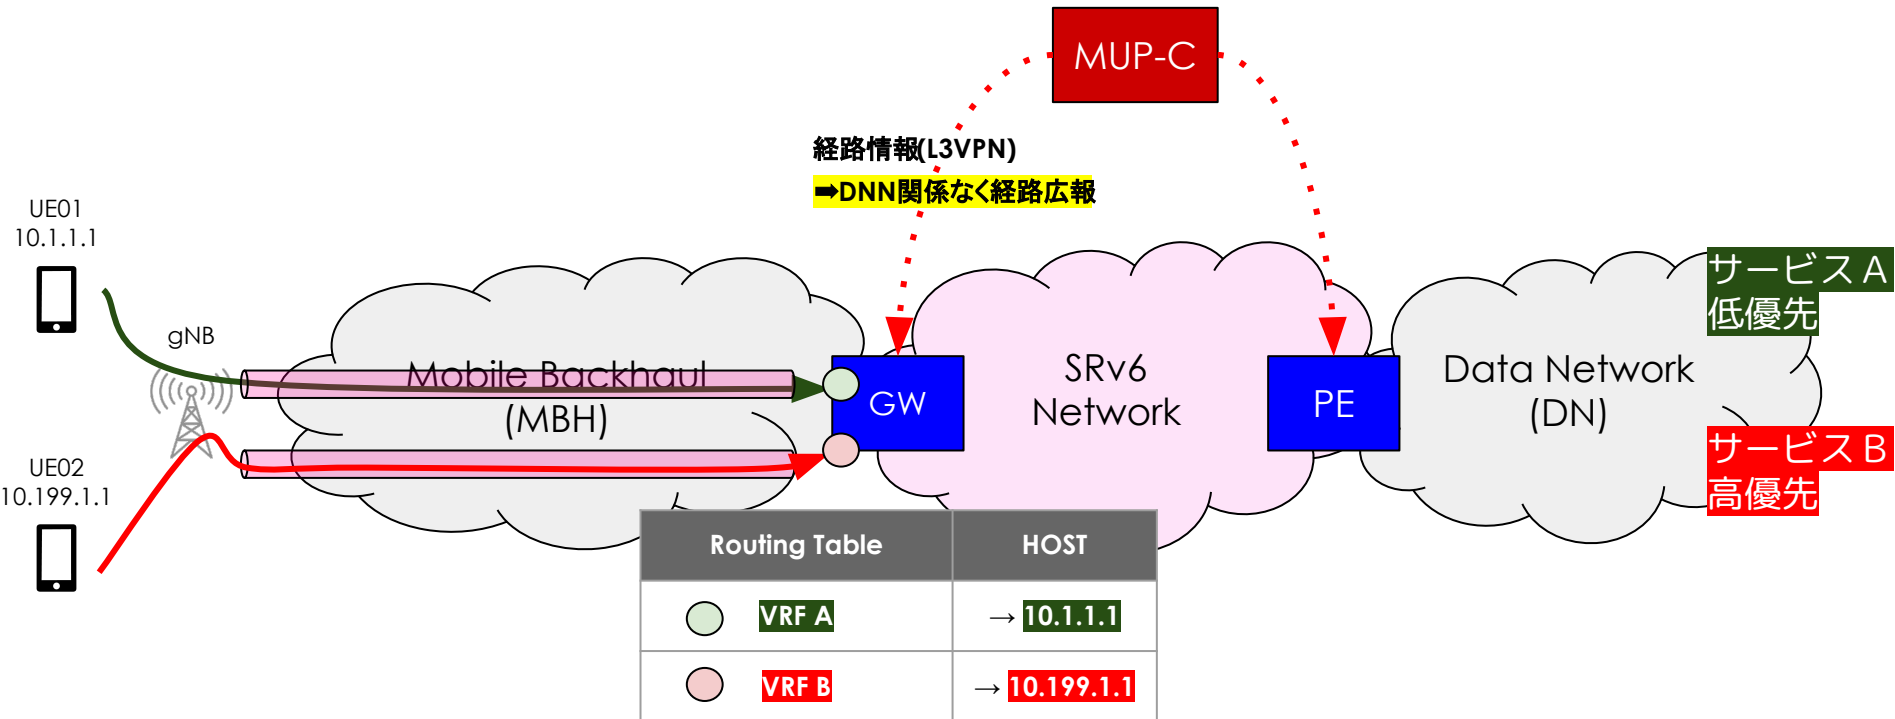 MUP-C
経路情報(L3VPN)
➡DNN関係なく経路広報
UE01
10.1.1.1
gNB
サービスA
低優先
Mobile Backhaul
(MBH)
GW
SRv6
Network
PE
Data Network
(DN)
サービスB
高優先
UE02
10.199.1.1
Routing Table HOST
VRF A → 10.1.1.1
VRF B → 10.199.1.1